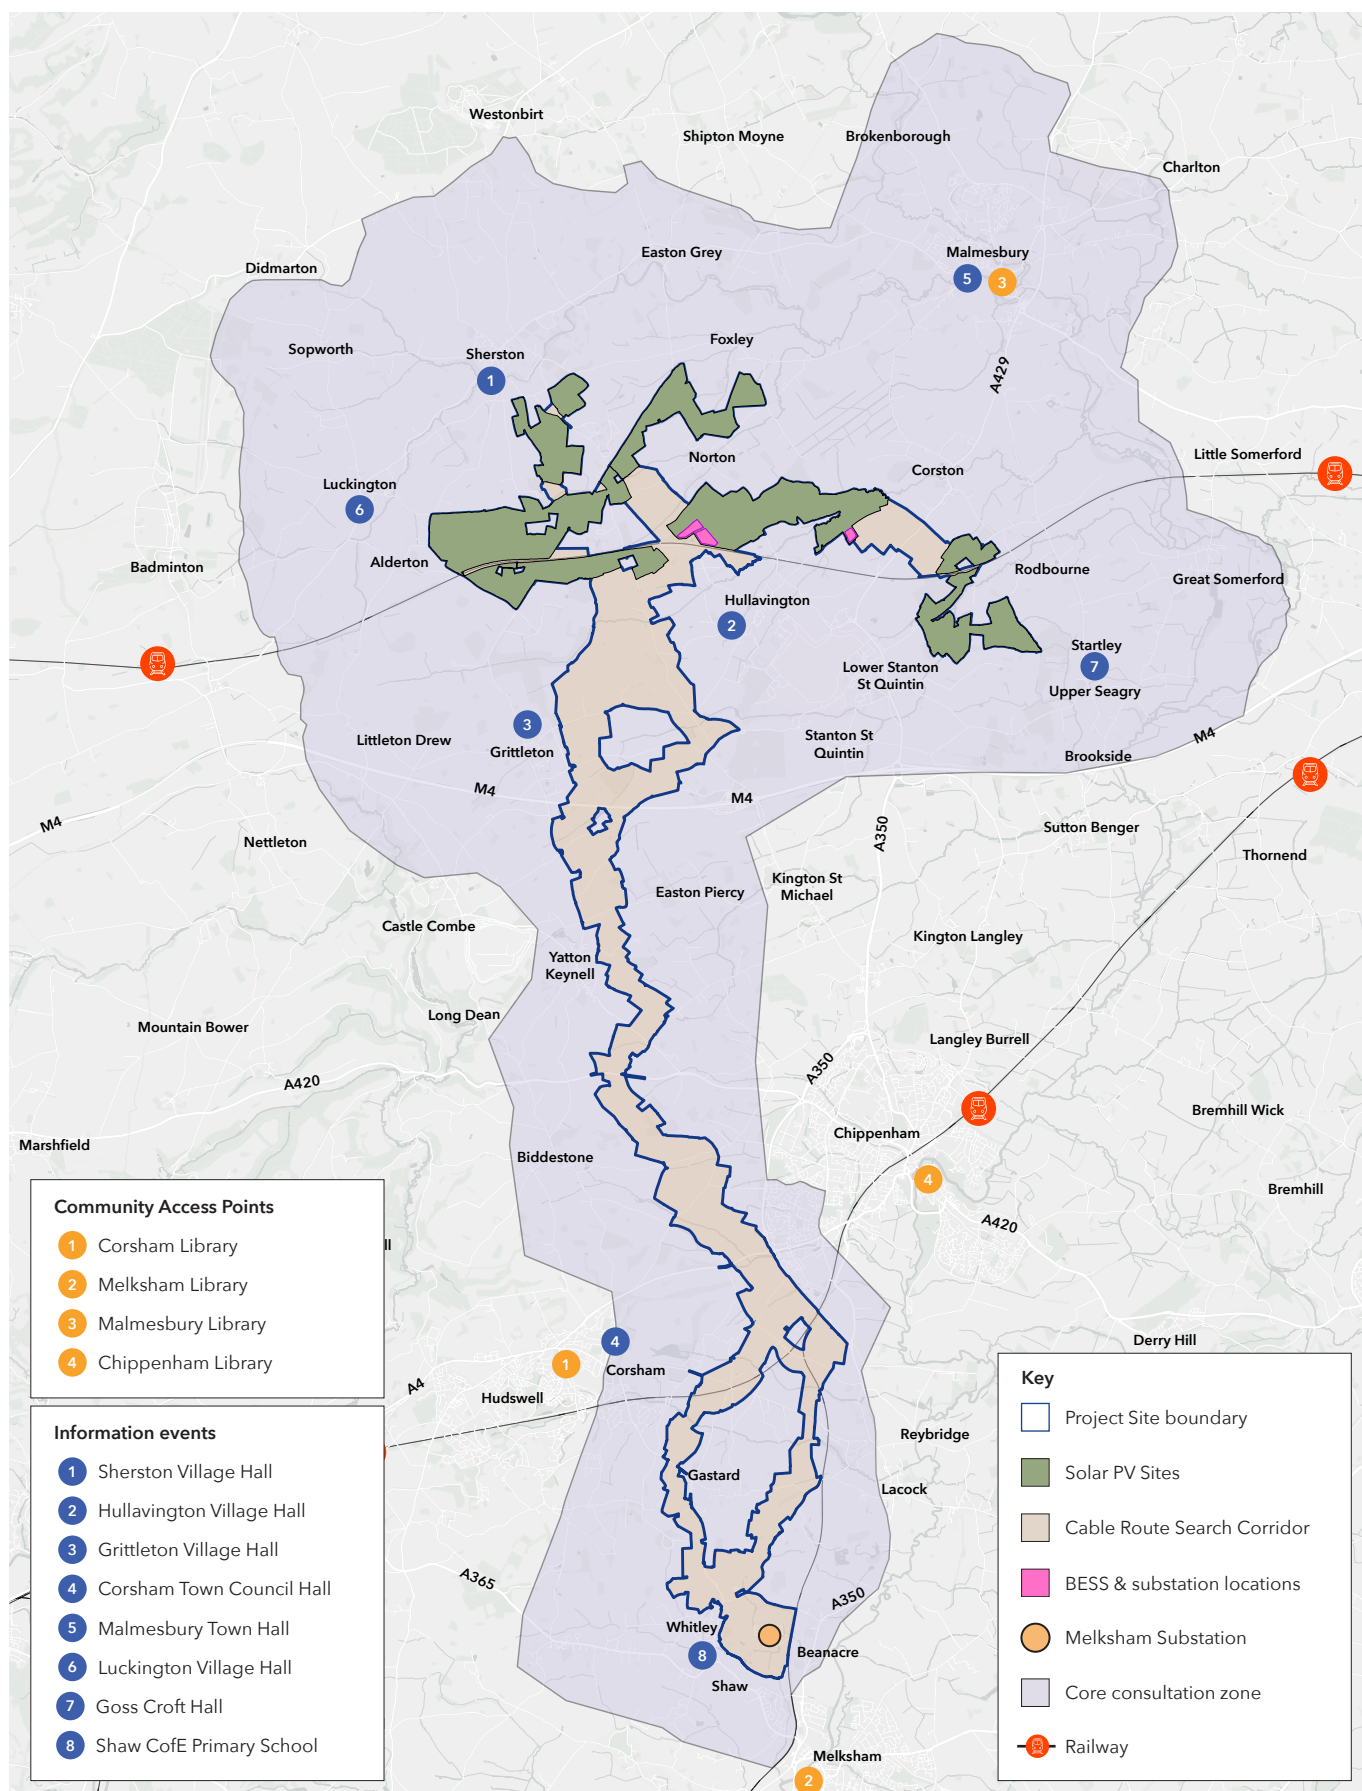 Westonbirt
Shipton Moyne
Brokenborough
Charlton
Easton Grey
Malmesbury
5
3
Didmarton
Foxley
Sopworth
Sherston
1
A429
Norton
Corston
Little Somerford
Luckington
6
Alderton
Badminton
Rodbourne
Great Somerford
Hullavington
2
Startley
7
Upper Seagry
Lower Stanton
St Quintin
3
Grittleton
Littleton Drew
Stanton St
Quintin
M4
Brookside
M4
M4
M4
A350
Sutton Benger
Nettleton
Thornend
Easton Piercy
Kington St
Michael
Castle Combe
Kington Langley
Yatton
Keynell
Long Dean
Mountain Bower
Langley Burrell
A350
A420
Bremhill Wick
Chippenham
Marshfield
Biddestone
4
Bremhill
A420
ll
Derry Hill
4
Corsham
1
Hudswell
A4
Reybridge
Gastard
Lacock
A365
A350
Whitley
8
Beanacre
Shaw
Melksham
2
Community Access Points
1 Corsham Library
2 Melksham Library
3 Malmesbury Library
4 Chippenham Library
Information events
1 Sherston Village Hall
2 Hullavington Village Hall
3 Grittleton Village Hall
4 Corsham Town Council Hall
5 Malmesbury Town Hall
6 Luckington Village Hall
7 Goss Croft Hall
8 Shaw CofE Primary School
Key
Project Site boundary
Solar PV Sites
Cable Route Search Corridor
BESS & substation locations
Melksham Substation
Core consultation zone
Railway